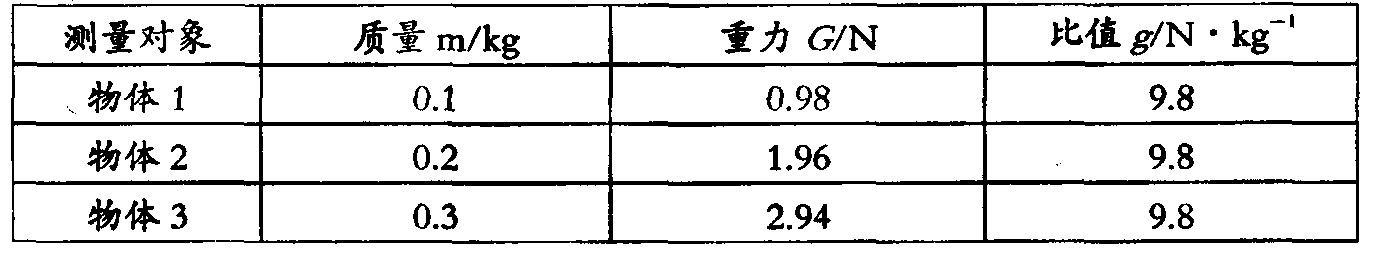 测量对象 质量 m/kg 重力 G/N 比值 g/N·kg⁻¹
物体 1 0.1 0.98 9.8
物体 2 0.2 1.96 9.8
物体 3 0.3 2.94 9.8